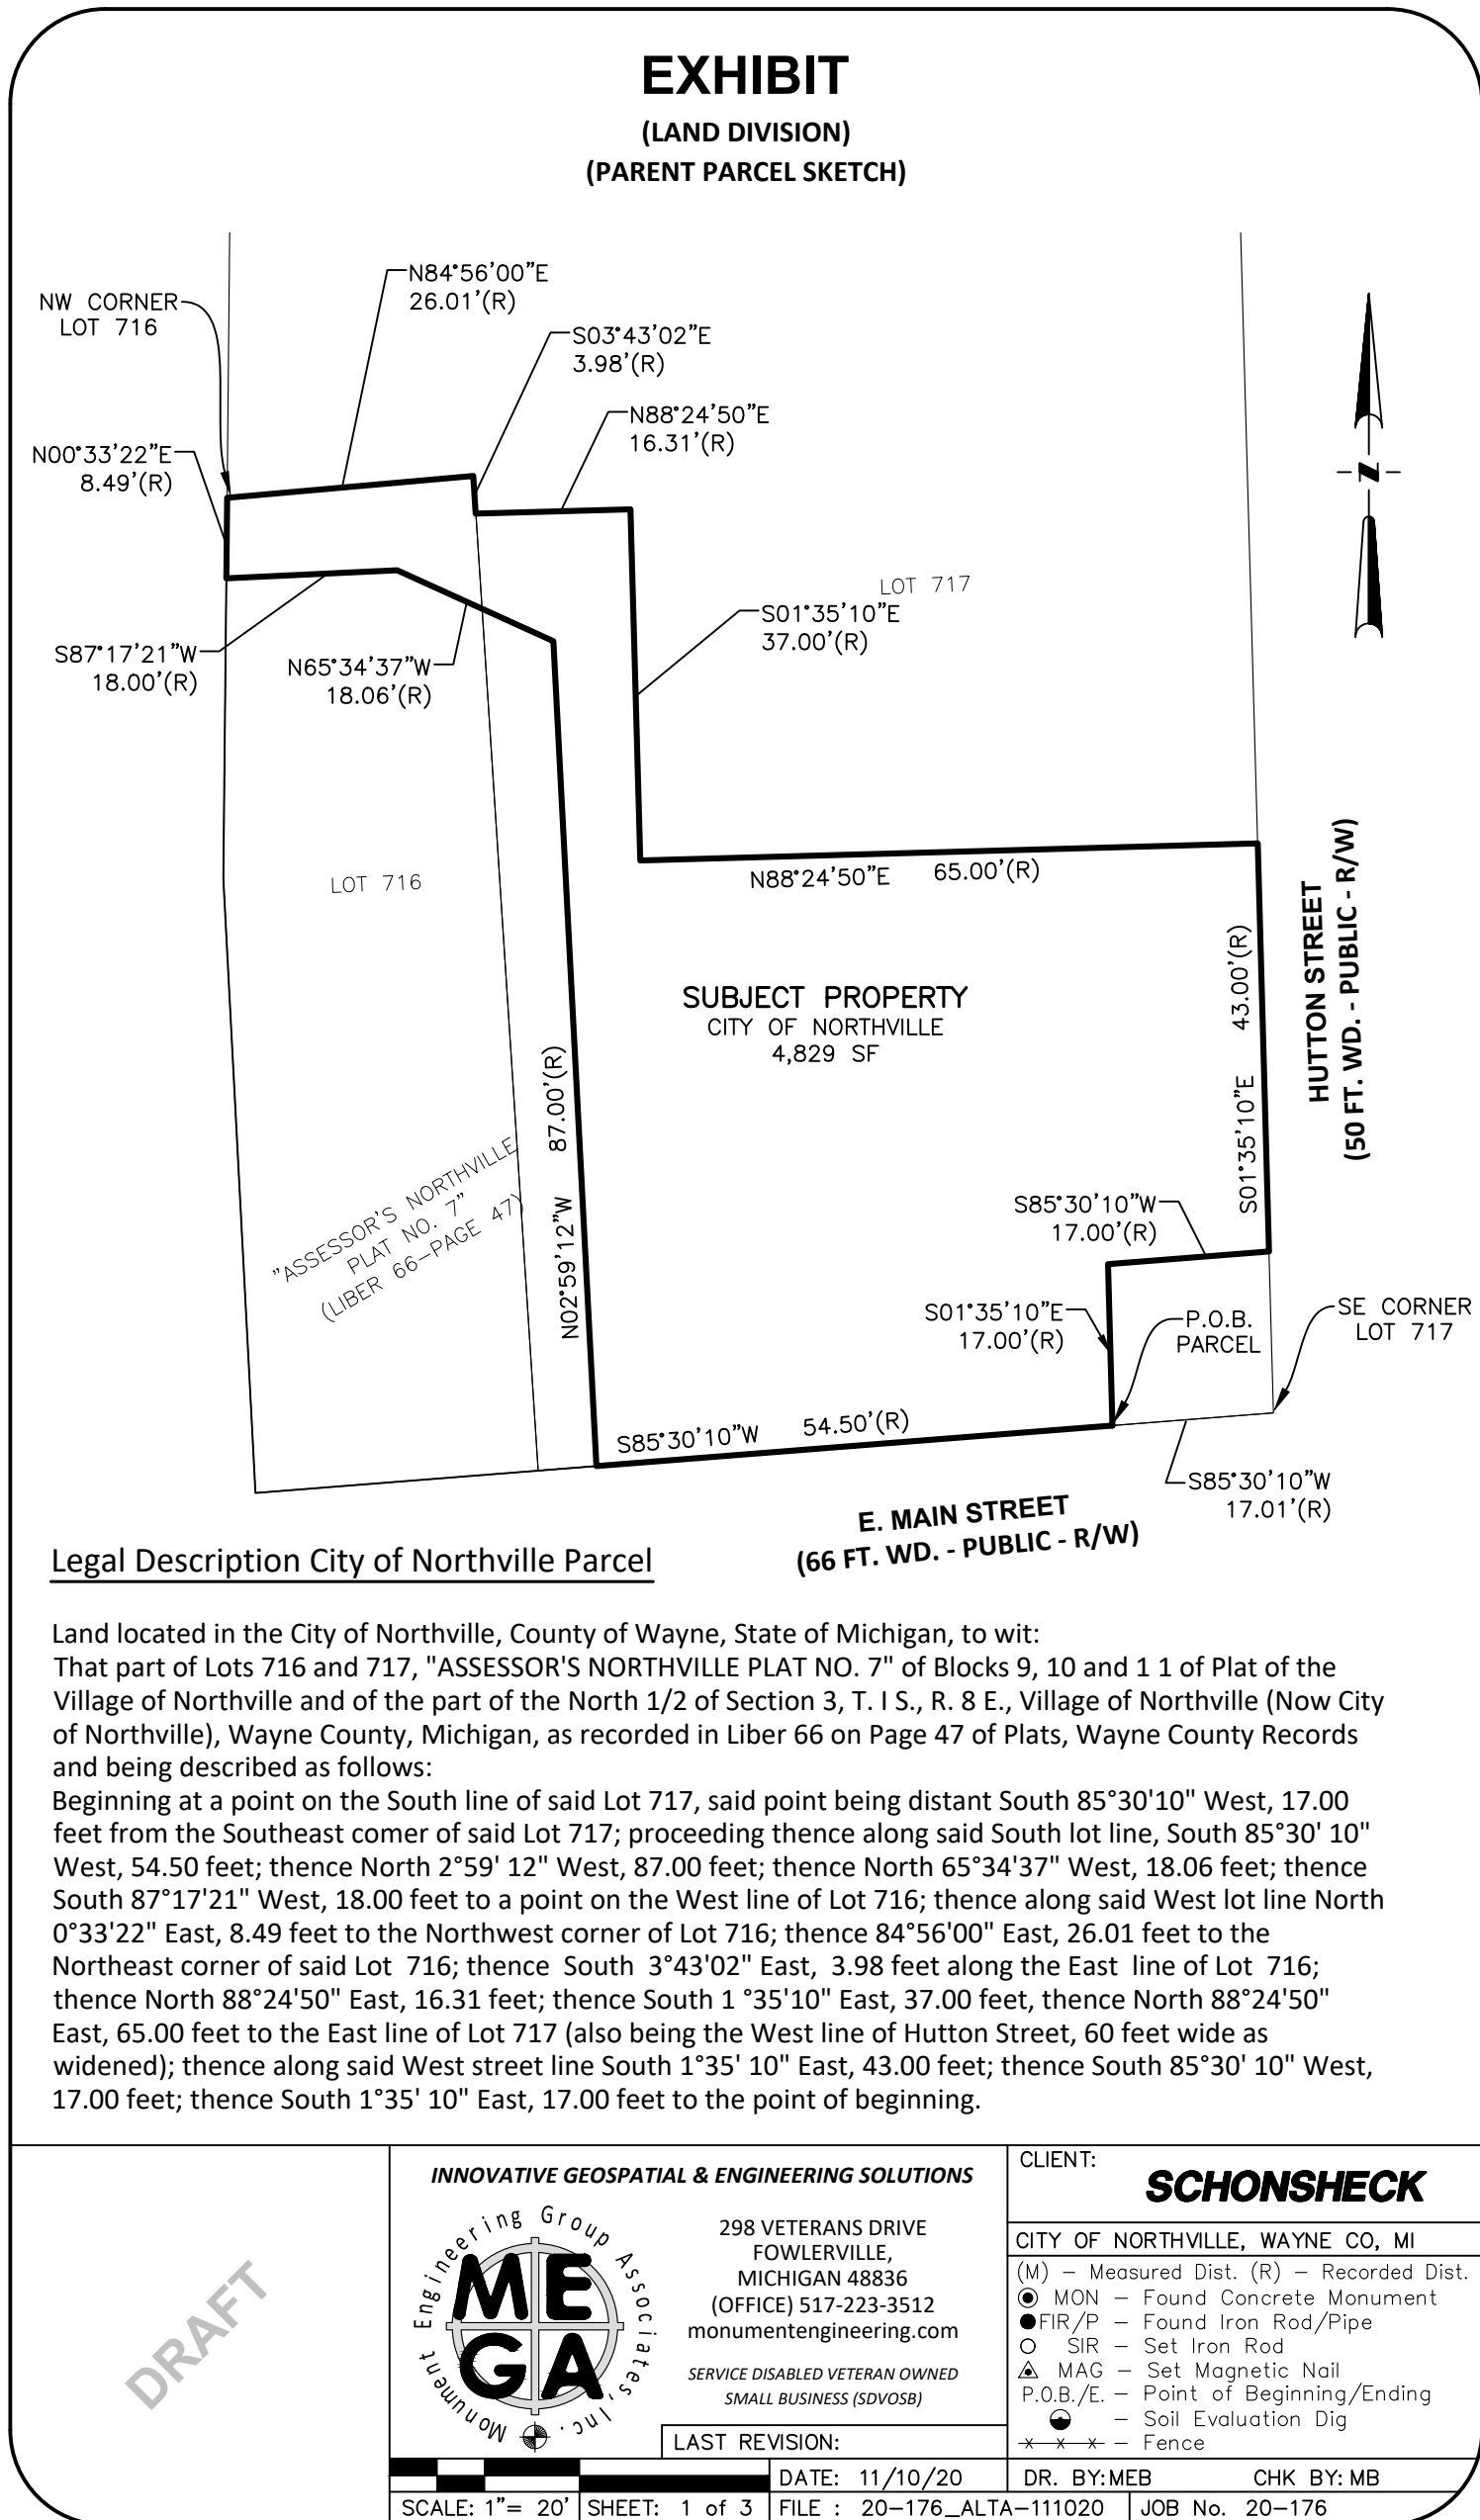 EXHIBIT
(LAND DIVISION)
(PARENT PARCEL SKETCH)
N84°56'00"E
26.01'(R)
NW CORNER
LOT 716
S03°43'02"E
3.98'(R)
N88°24'50"E
16.31'(R)
N00°33'22"E
8.49'(R)
N
LOT 717
S01°35'10"E
37.00'(R)
S87°17'21"W
18.00'(R)
N65°34'37"W
18.06'(R)
N88°24'50"E 65.00'(R)
LOT 716
HUTTON STREET
(50 FT. WD. - PUBLIC - R/W)
S01°35'10"E 43.00'(R)
SUBJECT PROPERTY
CITY OF NORTHVILLE
4,829 SF
N02°59'12"W 87.00'(R)
"ASSESSOR'S NORTHVILLE
PLAT NO. 7"
(LIBER 66-PAGE 47)
S85°30'10"W
17.00'(R)
S01°35'10"E
17.00'(R)
P.O.B.
PARCEL
SE CORNER
LOT 717
S85°30'10"W 54.50'(R)
S85°30'10"W
17.01'(R)
E. MAIN STREET
(66 FT. WD. - PUBLIC - R/W)
Legal Description City of Northville Parcel
Land located in the City of Northville, County of Wayne, State of Michigan, to wit:
That part of Lots 716 and 717, "ASSESSOR'S NORTHVILLE PLAT NO. 7" of Blocks 9, 10 and 1 1 of Plat of the
Village of Northville and of the part of the North 1/2 of Section 3, T. I S., R. 8 E., Village of Northville (Now City
of Northville), Wayne County, Michigan, as recorded in Liber 66 on Page 47 of Plats, Wayne County Records
and being described as follows:
Beginning at a point on the South line of said Lot 717, said point being distant South 85°30'10" West, 17.00
feet from the Southeast comer of said Lot 717; proceeding thence along said South lot line, South 85°30' 10"
West, 54.50 feet; thence North 2°59' 12" West, 87.00 feet; thence North 65°34'37" West, 18.06 feet; thence
South 87°17'21" West, 18.00 feet to a point on the West line of Lot 716; thence along said West lot line North
0°33'22" East, 8.49 feet to the Northwest corner of Lot 716; thence 84°56'00" East, 26.01 feet to the
Northeast corner of said Lot 716; thence South 3°43'02" East, 3.98 feet along the East line of Lot 716;
thence North 88°24'50" East, 16.31 feet; thence South 1 °35'10" East, 37.00 feet, thence North 88°24'50"
East, 65.00 feet to the East line of Lot 717 (also being the West line of Hutton Street, 60 feet wide as
widened); thence along said West street line South 1°35' 10" East, 43.00 feet; thence South 85°30' 10" West,
17.00 feet; thence South 1°35' 10" East, 17.00 feet to the point of beginning.
DRAFT
INNOVATIVE GEOSPATIAL & ENGINEERING SOLUTIONS
Monument Engineering Group Associates, Inc.
ME
GA
298 VETERANS DRIVE
FOWLERVILLE,
MICHIGAN 48836
(OFFICE) 517-223-3512
monumentengineering.com
SERVICE DISABLED VETERAN OWNED
SMALL BUSINESS (SDVOSB)
LAST REVISION:
CLIENT:
SCHONSHECK
CITY OF NORTHVILLE, WAYNE CO, MI
(M) – Measured Dist. (R) – Recorded Dist.
MON – Found Concrete Monument
FIR/P – Found Iron Rod/Pipe
SIR – Set Iron Rod
MAG – Set Magnetic Nail
P.O.B./E. – Point of Beginning/Ending
– Soil Evaluation Dig
x x x – Fence
DATE: 11/10/20
DR. BY:MEB CHK BY: MB
SCALE: 1"= 20'
SHEET: 1 of 3
FILE : 20-176_ALTA-111020
JOB No. 20-176